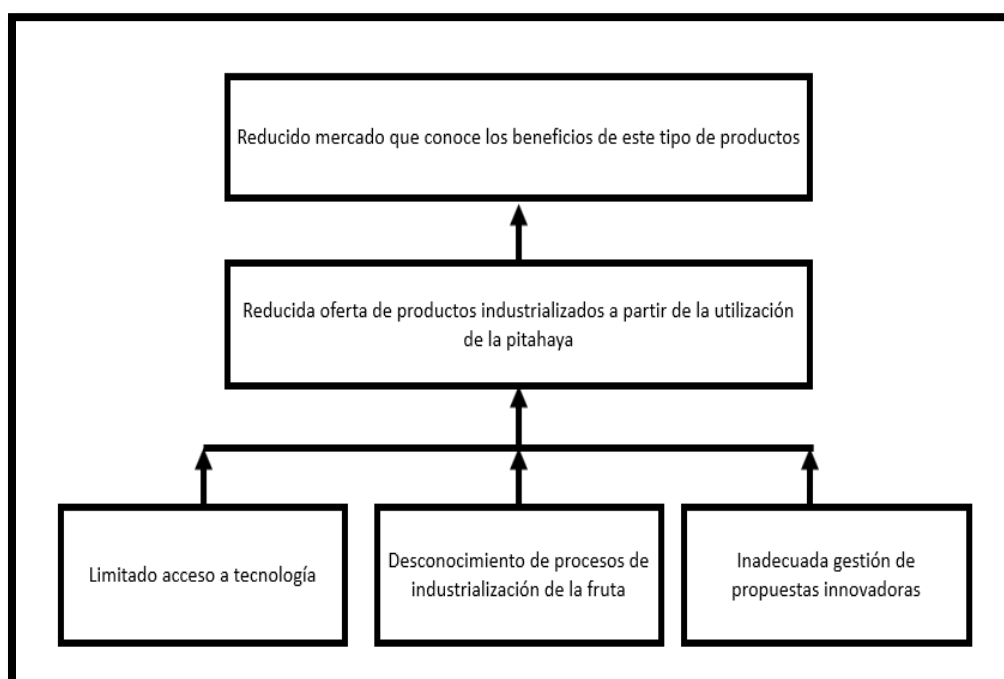 Reducido mercado que conoce los beneficios de este tipo de productos
Reducida oferta de productos industrializados a partir de la utilización
de la pitahaya
Limitado acceso a tecnología
Desconocimiento de procesos de
industrialización de la fruta
Inadecuada gestión de
propuestas innovadoras